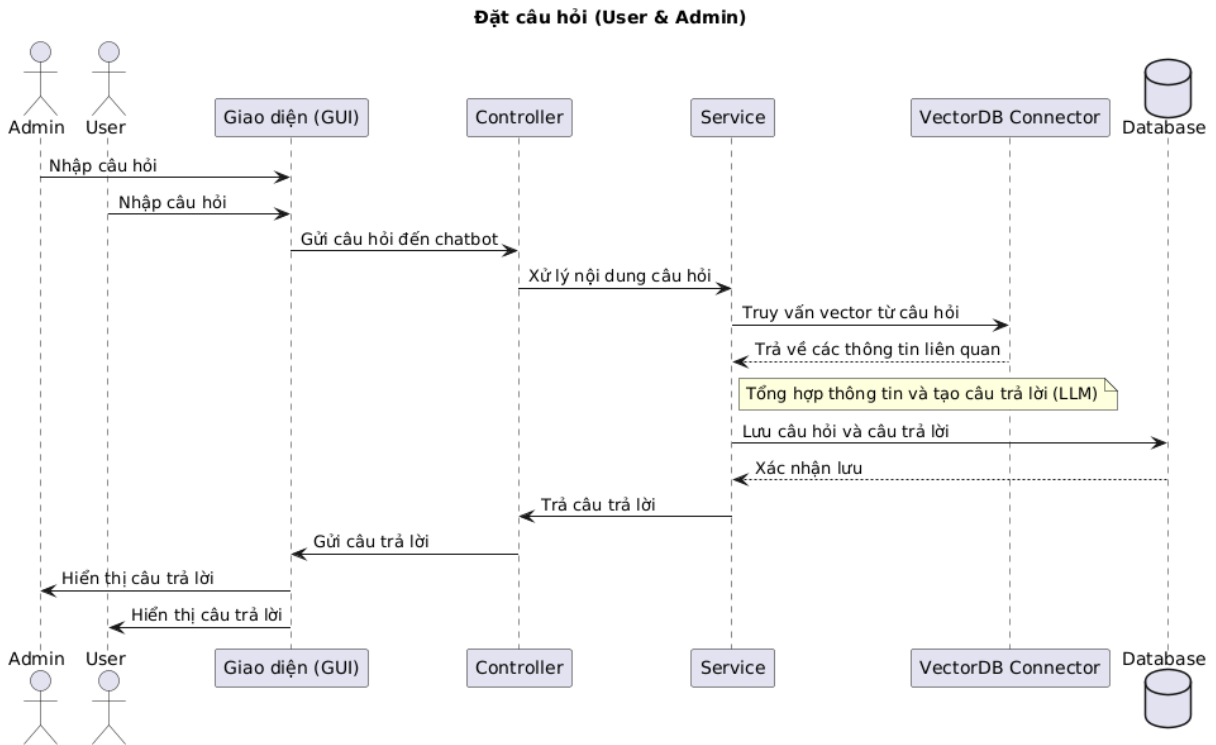 Đặt câu hỏi (User & Admin)
Admin
User
Giao diện (GUI)
Controller
Service
VectorDB Connector
Database
Nhập câu hỏi
Nhập câu hỏi
Gửi câu hỏi đến chatbot
Xử lý nội dung câu hỏi
Truy vấn vector từ câu hỏi
Trả về các thông tin liên quan
Tổng hợp thông tin và tạo câu trả lời (LLM)
Lưu câu hỏi và câu trả lời
Xác nhận lưu
Trả câu trả lời
Gửi câu trả lời
Hiển thị câu trả lời
Hiển thị câu trả lời
Admin
User
Giao diện (GUI)
Controller
Service
VectorDB Connector
Database